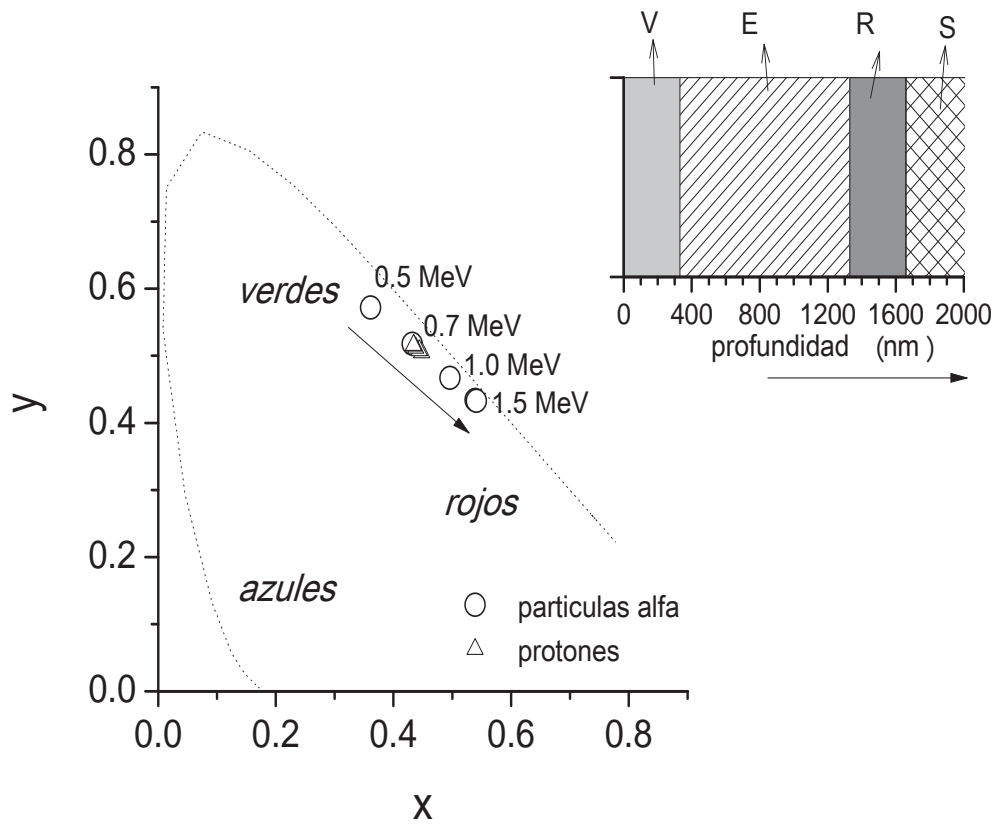 V E R S
0 400 800 1200 1600 2000
profundidad (nm )
0.8
0.6
0.4
0.2
0.0
y
verdes
0.5 MeV
0.7 MeV
1.0 MeV
1.5 MeV
rojos
azules
particulas alfa
protones
0.0 0.2 0.4 0.6 0.8
x